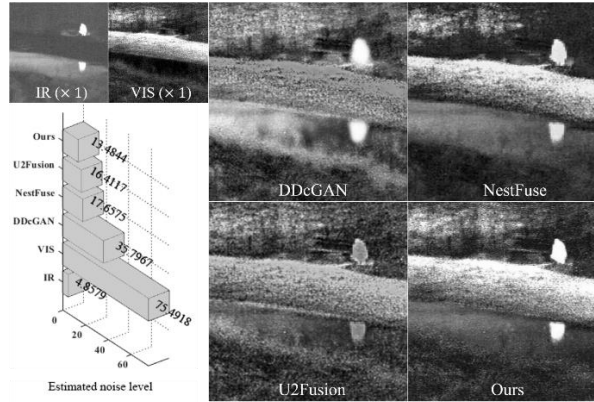 IR (× 1)
VIS (× 1)
DDcGAN
NestFuse
Ours
13.4844
U2Fusion
16.4117
NestFuse
17.6575
DDcGAN
35.7967
VIS
75.4918
IR
4.8579
0
20
40
60
Estimated noise level
U2Fusion
Ours